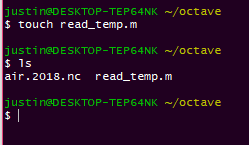 justin@DESKTOP-TEP64NK ~/octave
$ touch read_temp.m
justin@DESKTOP-TEP64NK ~/octave
$ ls
air.2018.nc  read_temp.m
justin@DESKTOP-TEP64NK ~/octave
$